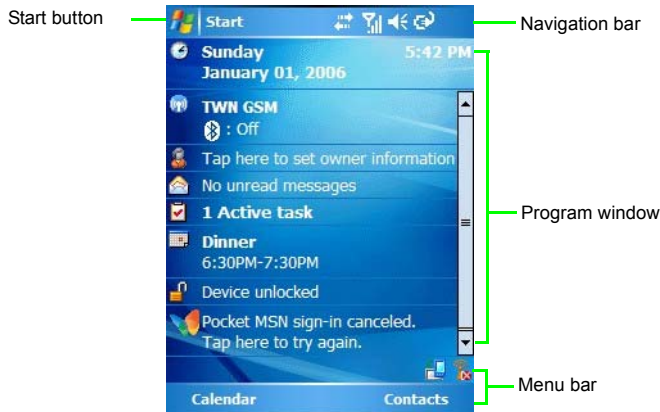 Start button
Start
Navigation bar
Sunday 5:42 PM
January 01, 2006
TWN GSM
: Off
Tap here to set owner information
No unread messages
1 Active task
Program window
Dinner
6:30PM-7:30PM
Device unlocked
Pocket MSN sign-in canceled.
Tap here to try again.
Menu bar
Calendar Contacts